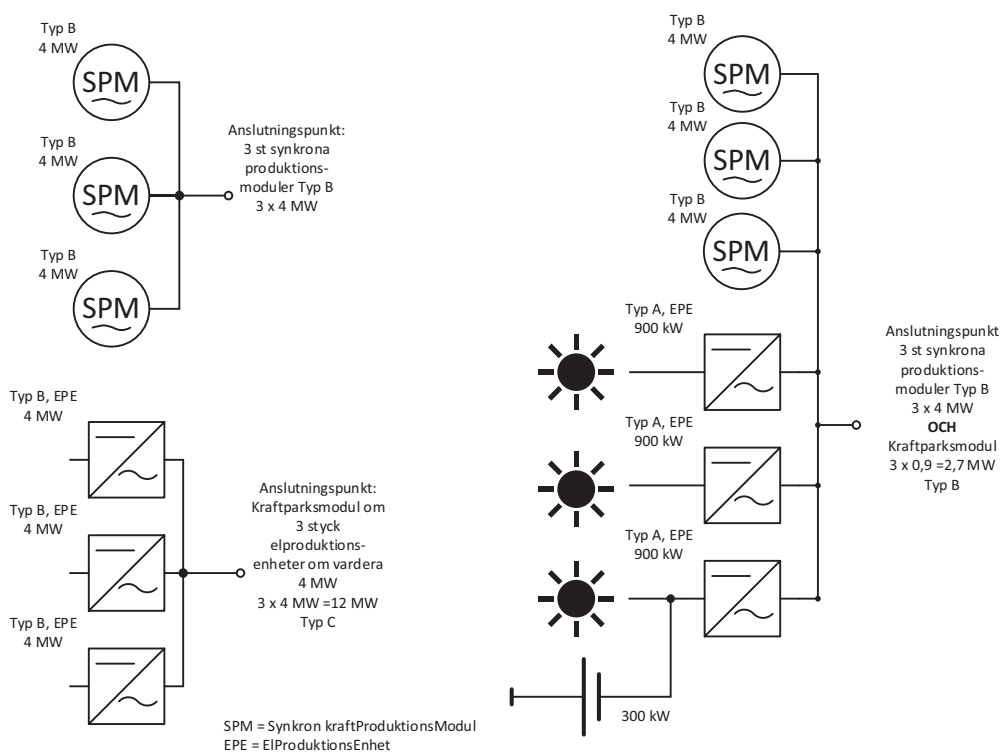 Typ B
4 MW
SPM
Typ B
4 MW
SPM
Typ B
4 MW
SPM
Anslutningspunkt:
3 st synkrona
produktions-
moduler Typ B
3 x 4 MW
Typ B, EPE
4 MW
Typ B, EPE
4 MW
Typ B, EPE
4 MW
Anslutningspunkt:
Kraftparksmodul om
3 styck
elproduktions-
enheter om vardera
4 MW
3 x 4 MW =12 MW
Typ C
Typ B
4 MW
SPM
Typ B
4 MW
SPM
Typ B
4 MW
SPM
Typ A, EPE
900 kW
Typ A, EPE
900 kW
Typ A, EPE
900 kW
300 kW
Anslutningspunkt
3 st synkrona
produktions-
moduler Typ B
3 x 4 MW
OCH
Kraftparksmodul
3 x 0,9 =2,7 MW
Typ B
SPM = Synkron kraftProduktionsModul
EPE = ElProduktionsEnhet